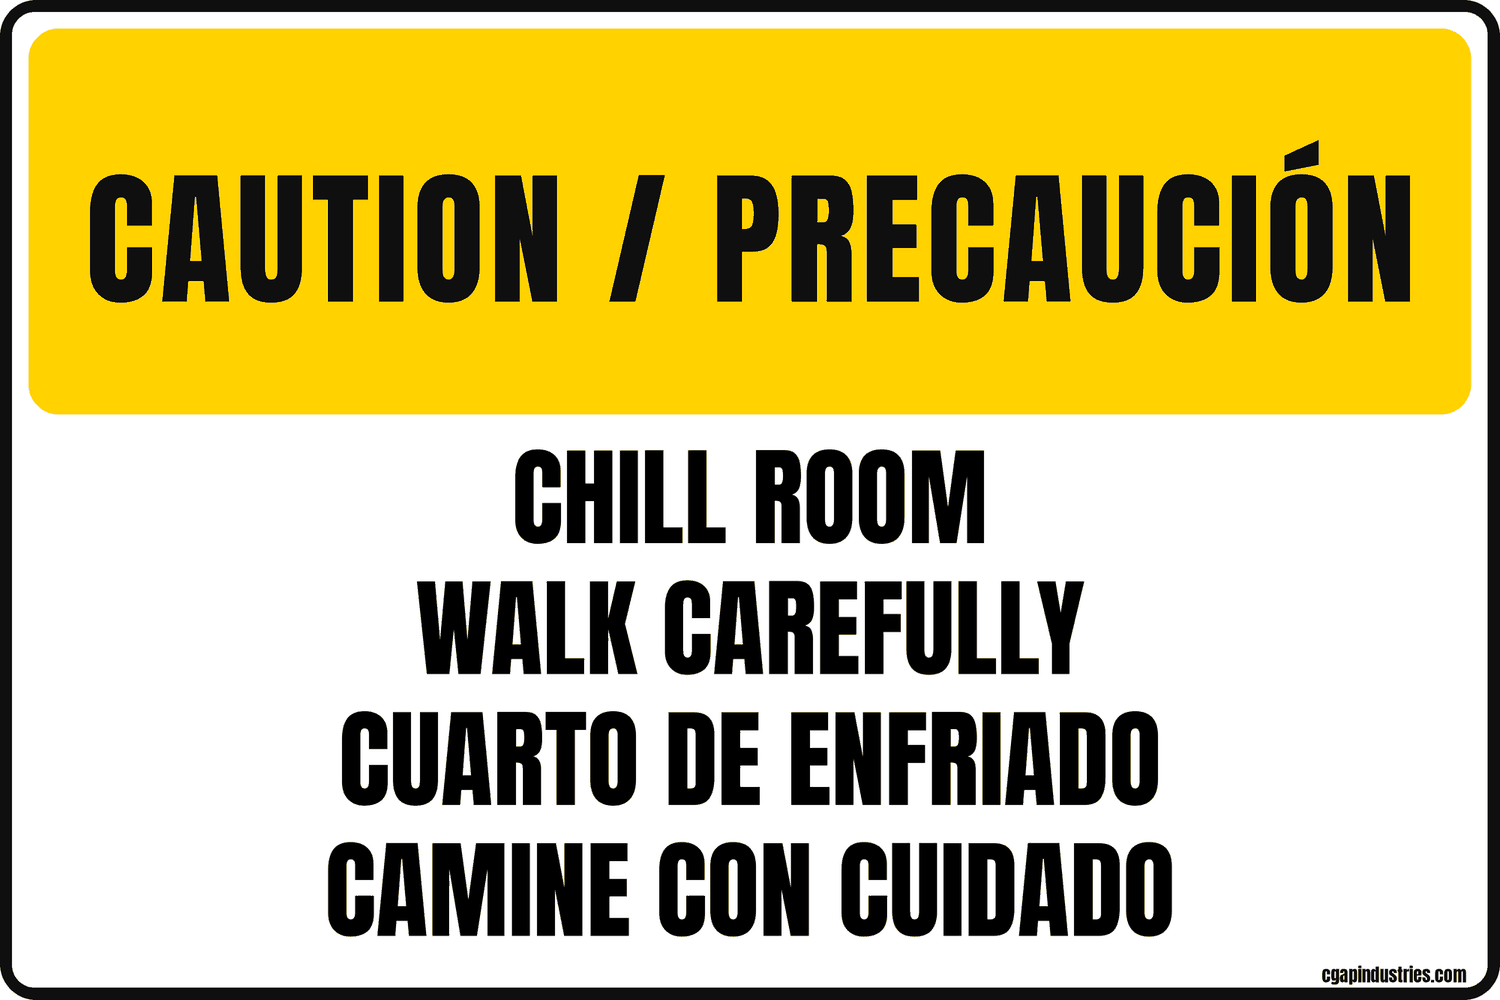 CAUTION / PRECAUCIÓN
CHILL ROOM
WALK CAREFULLY
CUARTO DE ENFRIADO
CAMINE CON CUIDADO
cgapindustries.com